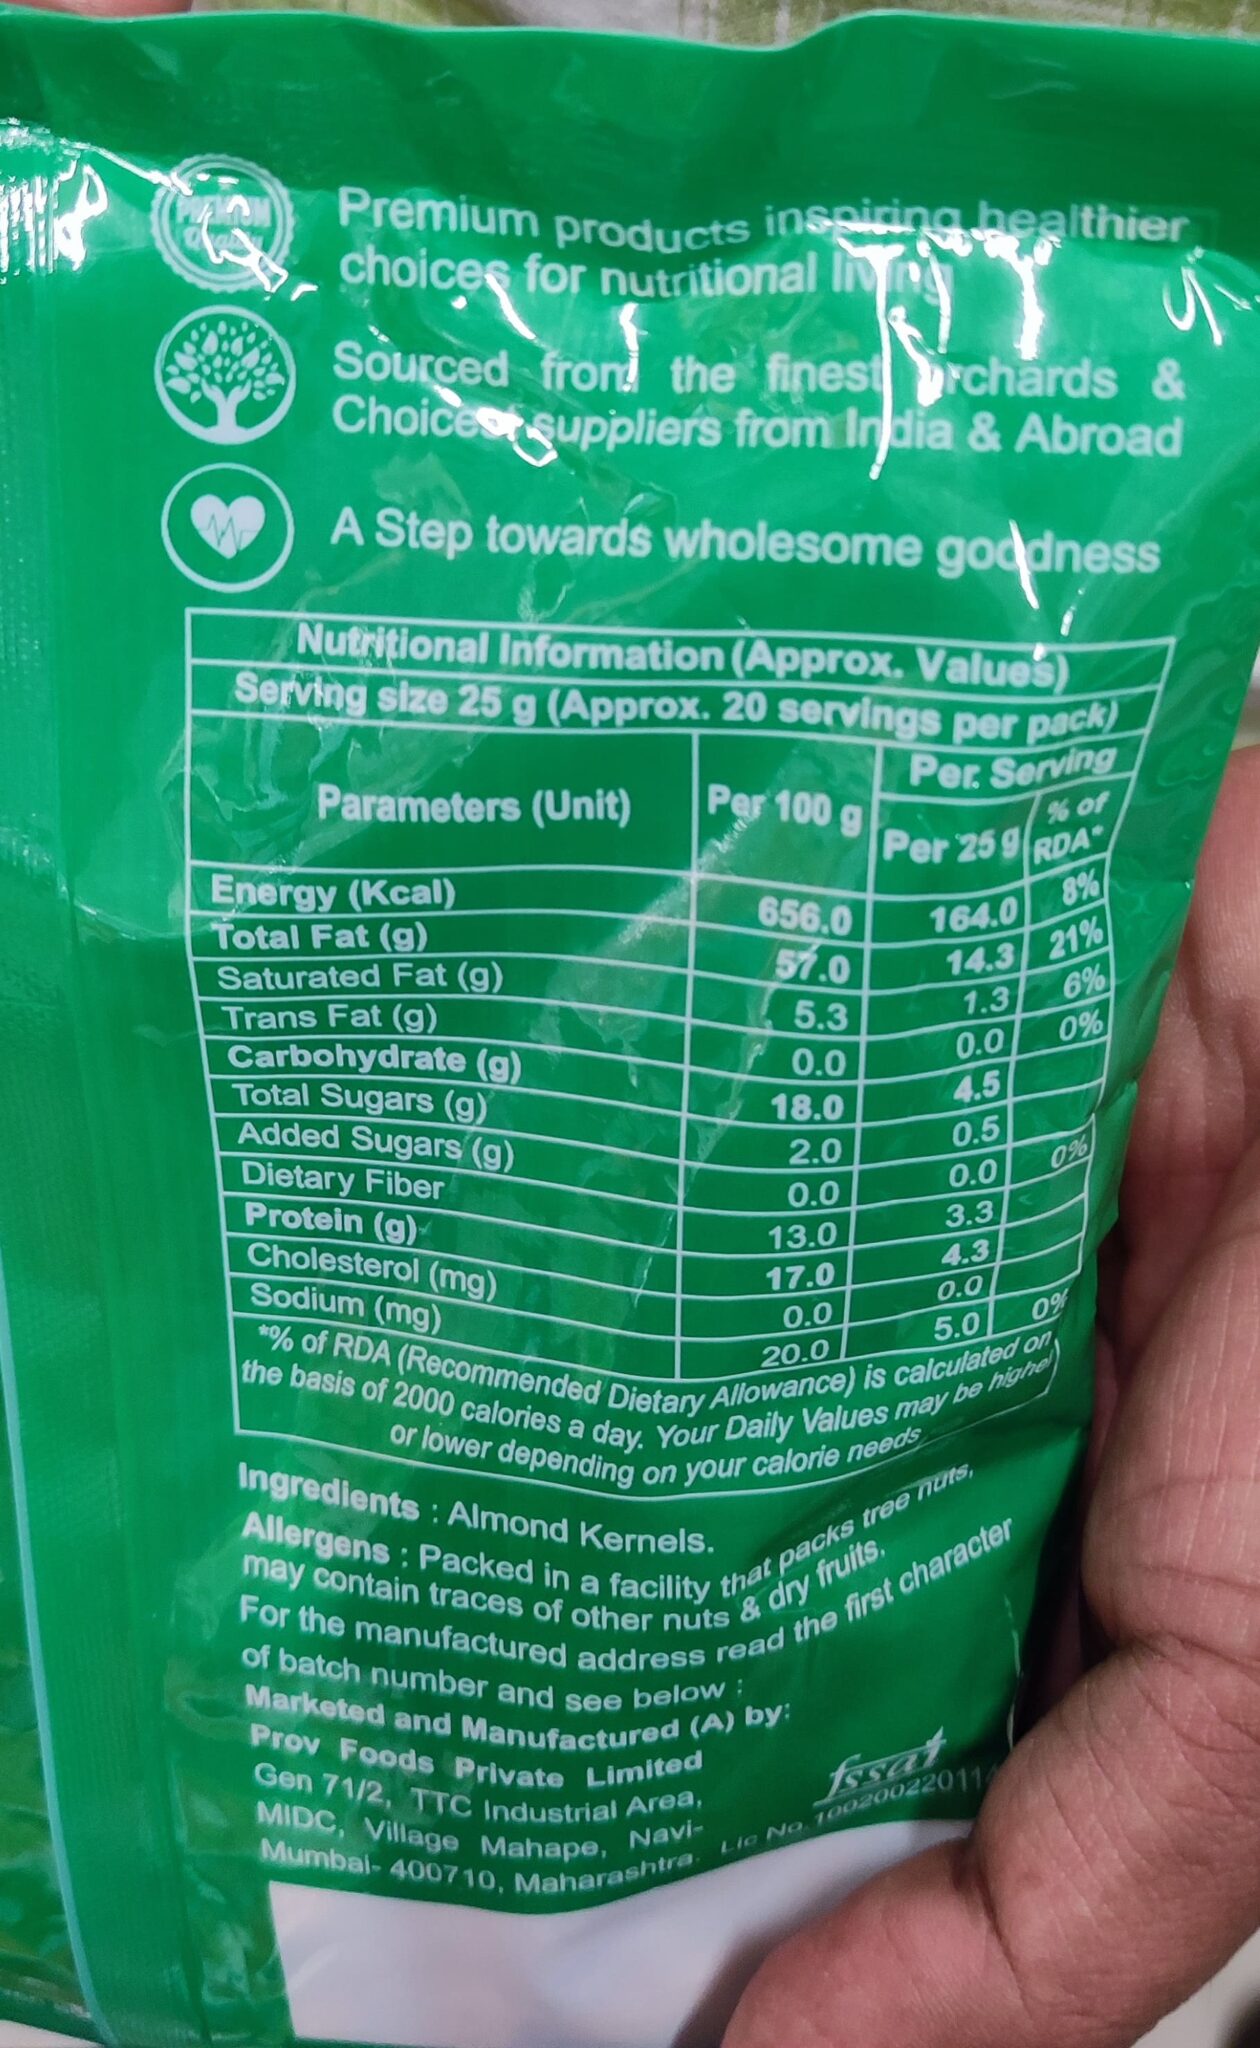 PREMIUM
Quality
Premium products inspiring healthier
choices for nutritional living
Sourced from the finest orchards &
Choicest suppliers from India & Abroad
A Step towards wholesome goodness
Nutritional Information (Approx. Values)
Serving size 25 g (Approx. 20 servings per pack)
Parameters (Unit) Per 100 g Per. Serving
Per 25 g % of RDA*
Energy (Kcal) 656.0 164.0 8%
Total Fat (g) 57.0 14.3 21%
Saturated Fat (g) 5.3 1.3 6%
Trans Fat (g) 0.0 0.0 0%
Carbohydrate (g) 18.0 4.5
Total Sugars (g) 2.0 0.5
Added Sugars (g) 0.0 0.0 0%
Dietary Fiber 13.0 3.3
Protein (g) 17.0 4.3
Cholesterol (mg) 0.0 0.0
Sodium (mg) 20.0 5.0 0%
*% of RDA (Recommended Dietary Allowance) is calculated on
the basis of 2000 calories a day. Your Daily Values may be higher
or lower depending on your calorie needs
Ingredients : Almond Kernels.
Allergens : Packed in a facility that packs tree nuts,
may contain traces of other nuts & dry fruits.
For the manufactured address read the first character
of batch number and see below :
Marketed and Manufactured (A) by:
Prov Foods Private Limited
Gen 71/2, TTC Industrial Area,
MIDC, Village Mahape, Navi-
Mumbai- 400710, Maharashtra.
fssai
Lic No.